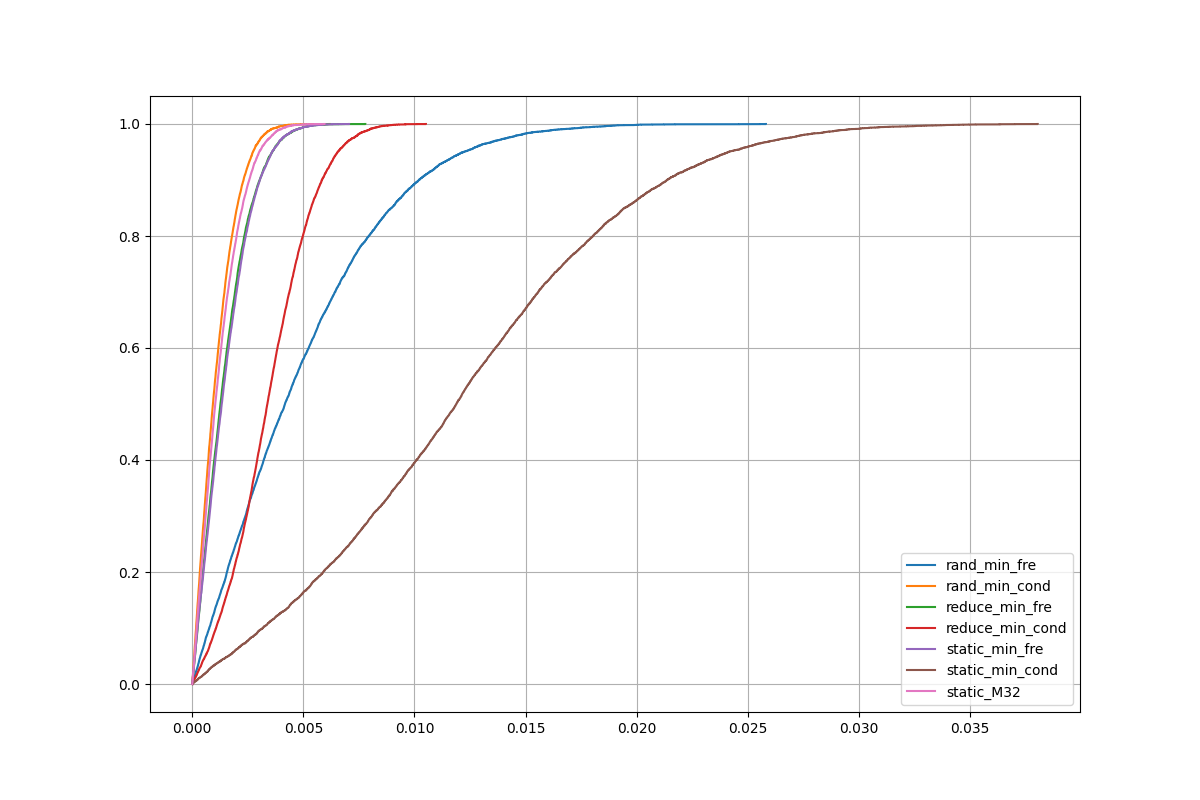 1.0
0.8
0.6
0.4
0.2
0.0
0.000 0.005 0.010 0.015 0.020 0.025 0.030 0.035
rand_min_fre
rand_min_cond
reduce_min_fre
reduce_min_cond
static_min_fre
static_min_cond
static_M32